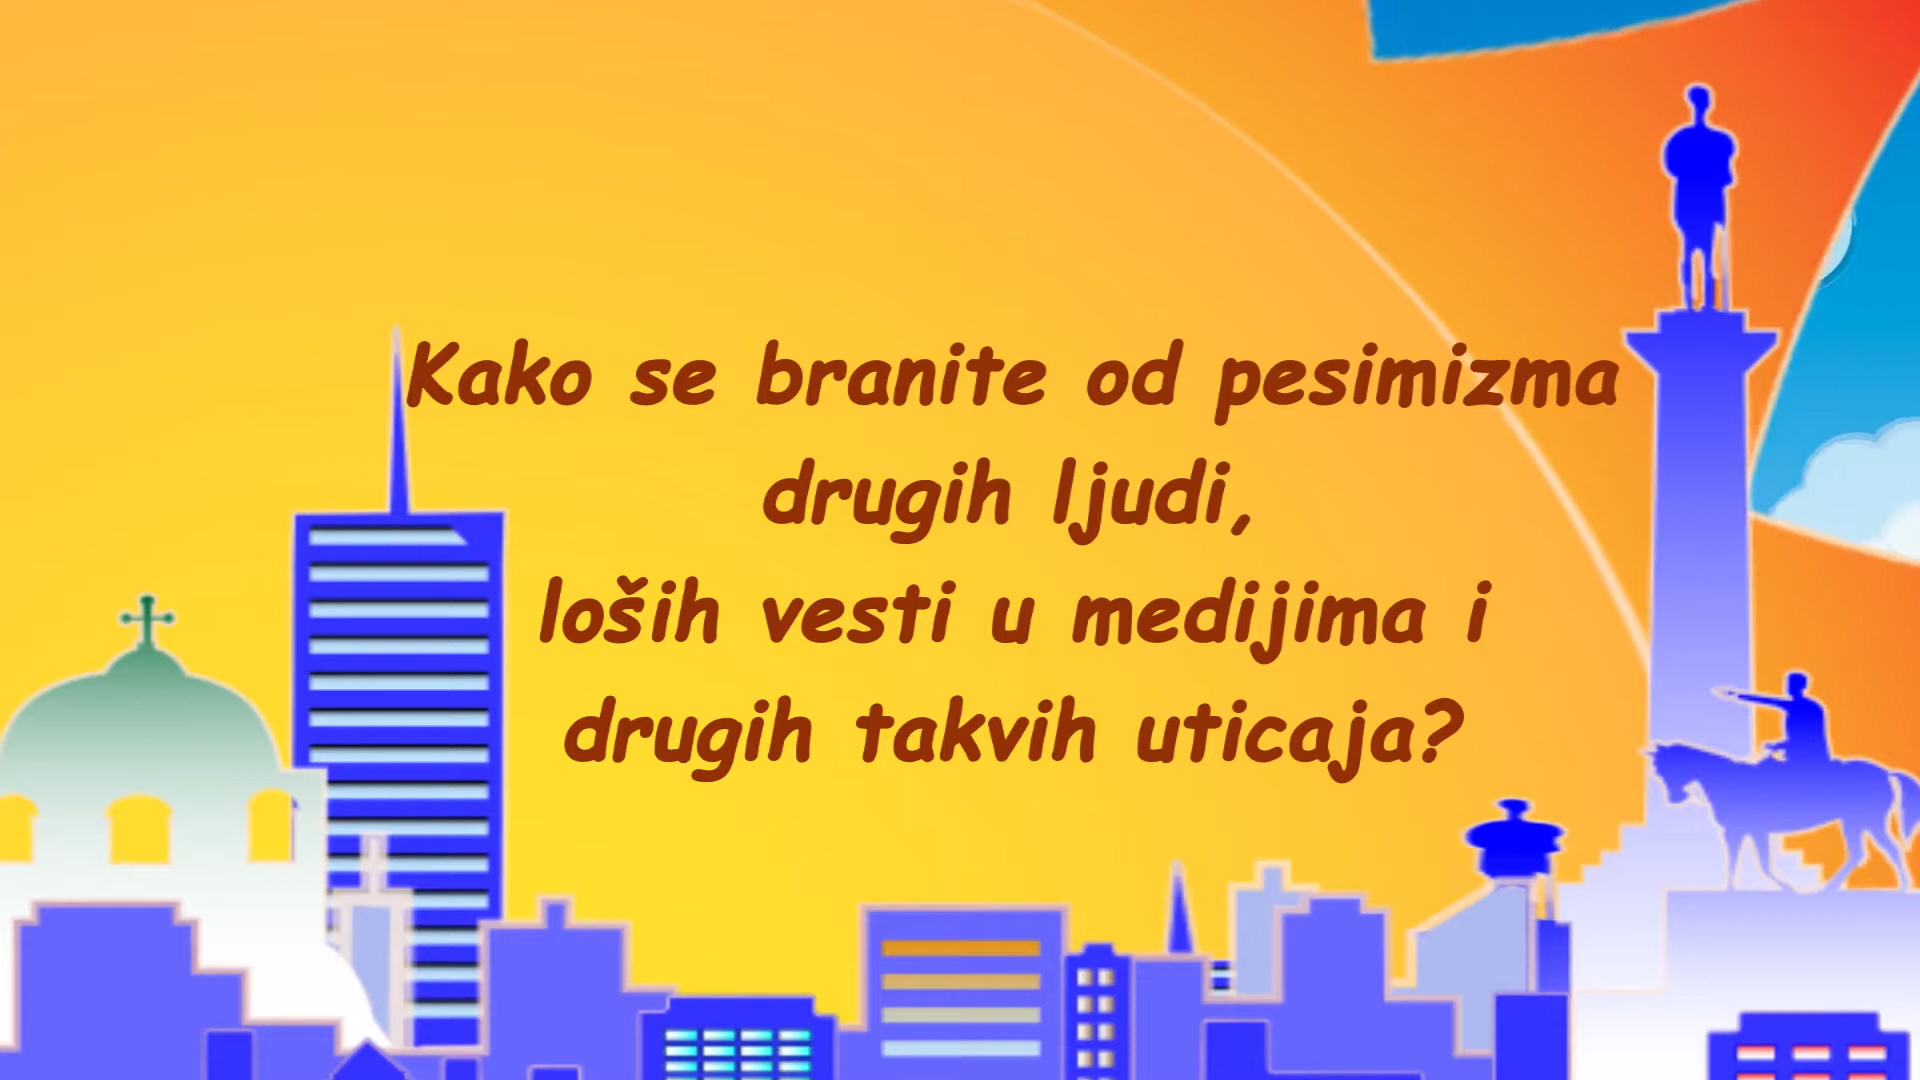 Kako se branite od pesimizma
drugih ljudi,
loših vesti u medijima i
drugih takvih uticaja?